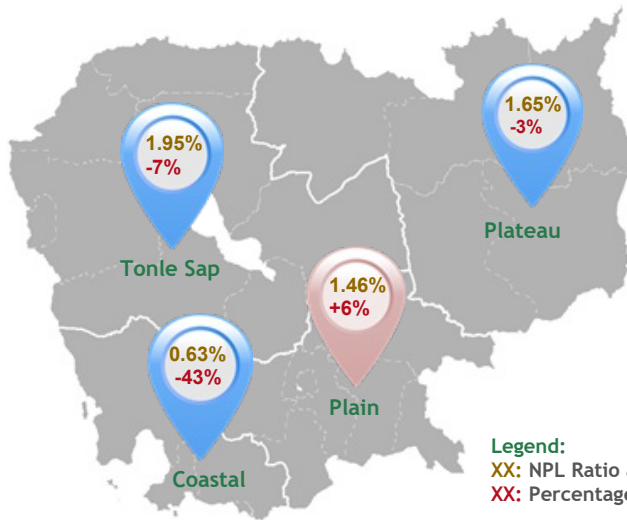 1.65%
-3%
Plateau
1.95%
-7%
Tonle Sap
1.46%
+6%
Plain
0.63%
-43%
Coastal
Legend:
XX: NPL Ratio
XX: Percentage